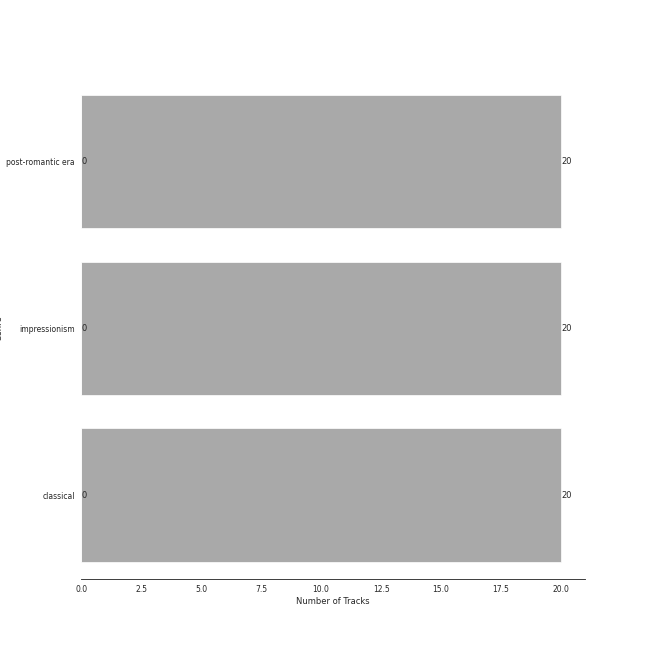 post-romantic era 0 20
impressionism 0 20
classical 0 20
0.0 2.5 5.0 7.5 10.0 12.5 15.0 17.5 20.0
Number of Tracks